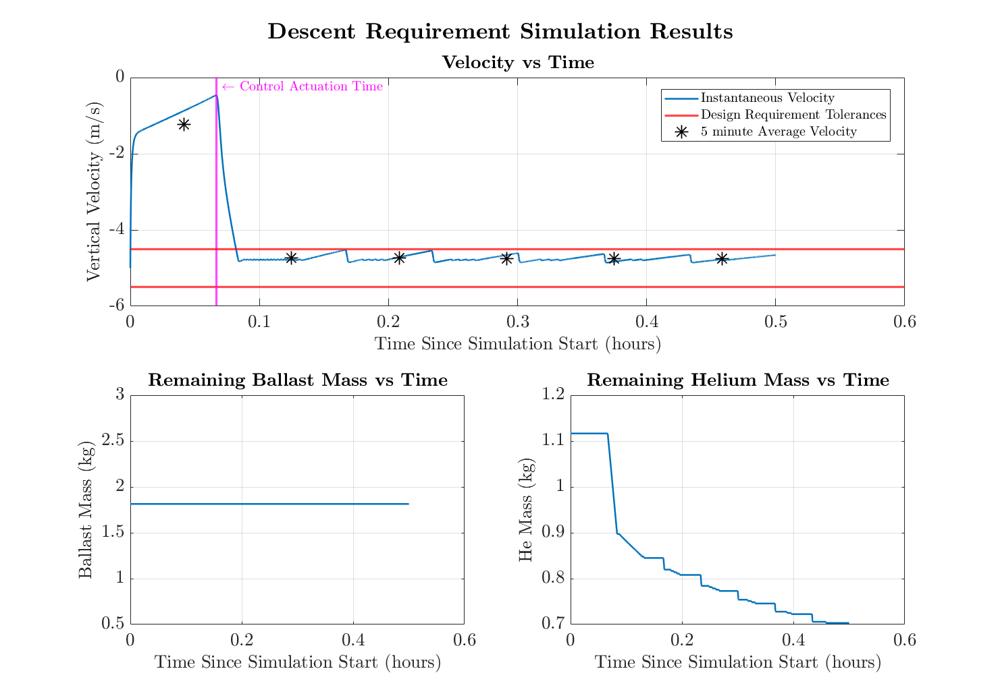 Descent Requirement Simulation Results
Velocity vs Time
Vertical Velocity (m/s)
0
-2
-4
-6
← Control Actuation Time
Instantaneous Velocity
Design Requirement Tolerances
5 minute Average Velocity
0 0.1 0.2 0.3 0.4 0.5 0.6
Time Since Simulation Start (hours)
Remaining Ballast Mass vs Time
Ballast Mass (kg)
3
2.5
2
1.5
1
0.5
0 0.2 0.4 0.6
Time Since Simulation Start (hours)
Remaining Helium Mass vs Time
He Mass (kg)
1.2
1.1
1
0.9
0.8
0.7
0 0.2 0.4 0.6
Time Since Simulation Start (hours)